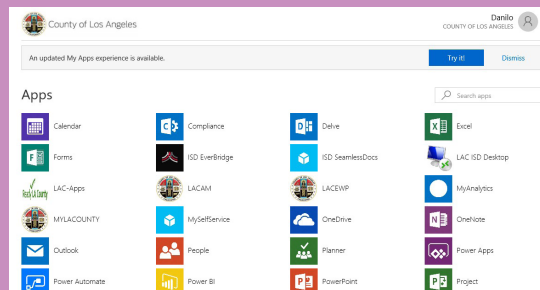 County of Los Angeles
Danilo
COUNTY OF LOS ANGELES
An updated My Apps experience is available.
Try it!
Dismiss
Apps
Search apps
Calendar
Compliance
Delve
Excel
Forms
ISD EverBridge
ISD SeamlessDocs
LAC ISD Desktop
LAC-Apps
LACAM
LACEWP
MyAnalytics
MYLACOUNTY
MySelfService
OneDrive
OneNote
Outlook
People
Planner
Power Apps
Power Automate
Power BI
PowerPoint
Project